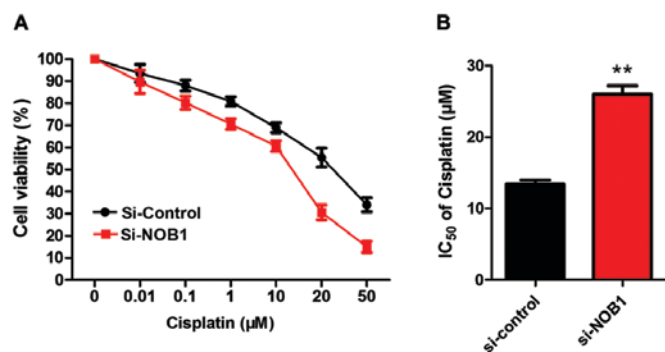 A
Cell viability (%)
100
90
80
70
60
50
40
30
20
10
0
Si-Control
Si-NOB1
0 0.01 0.1 1 10 20 50
Cisplatin (µM)
B
IC50 of Cisplatin (µM)
30
20
10
0
**
si-control
si-NOB1